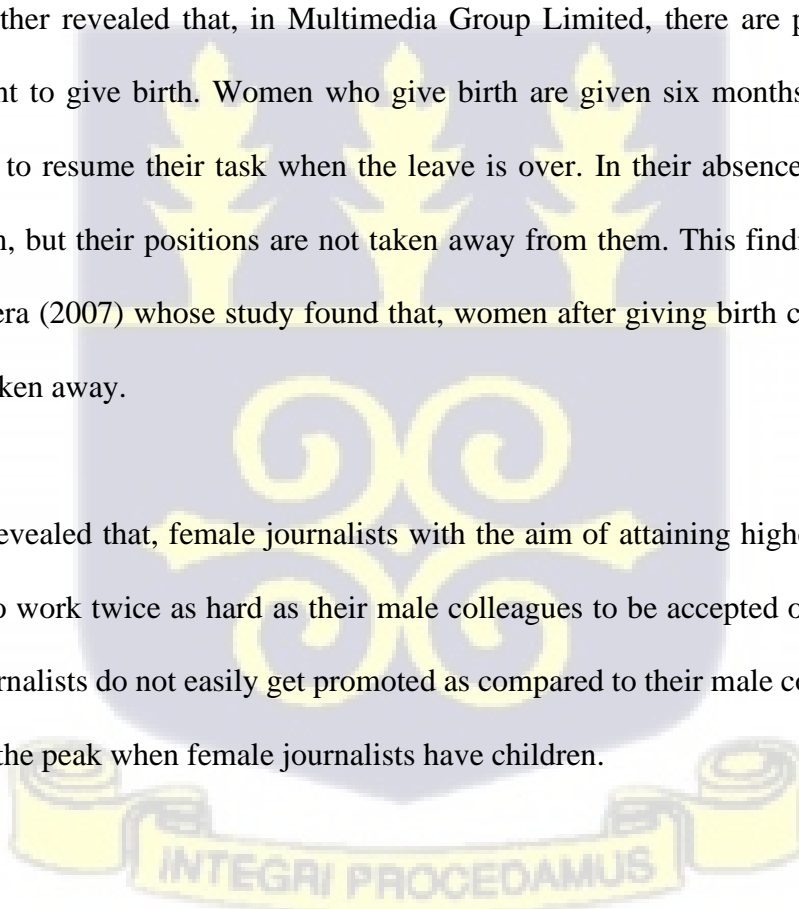 ther revealed that, in Multimedia Group Limited, there are p
nt to give birth. Women who give birth are given six months
to resume their task when the leave is over. In their absence
n, but their positions are not taken away from them. This findi
era (2007) whose study found that, women after giving birth c
ken away.
evealed that, female journalists with the aim of attaining highe
o work twice as hard as their male colleagues to be accepted o
rnalists do not easily get promoted as compared to their male co
the peak when female journalists have children.
INTEGRI PROCEDAMUS